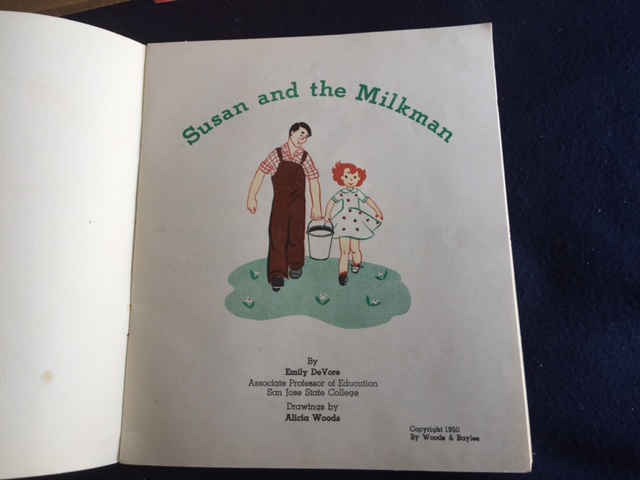 Susan and the Milkman
By
Emily DeVore
Associate Professor of Education
San Jose State College
Drawings by
Alicia Woods
Copyright 1950
By Woods & Baylee